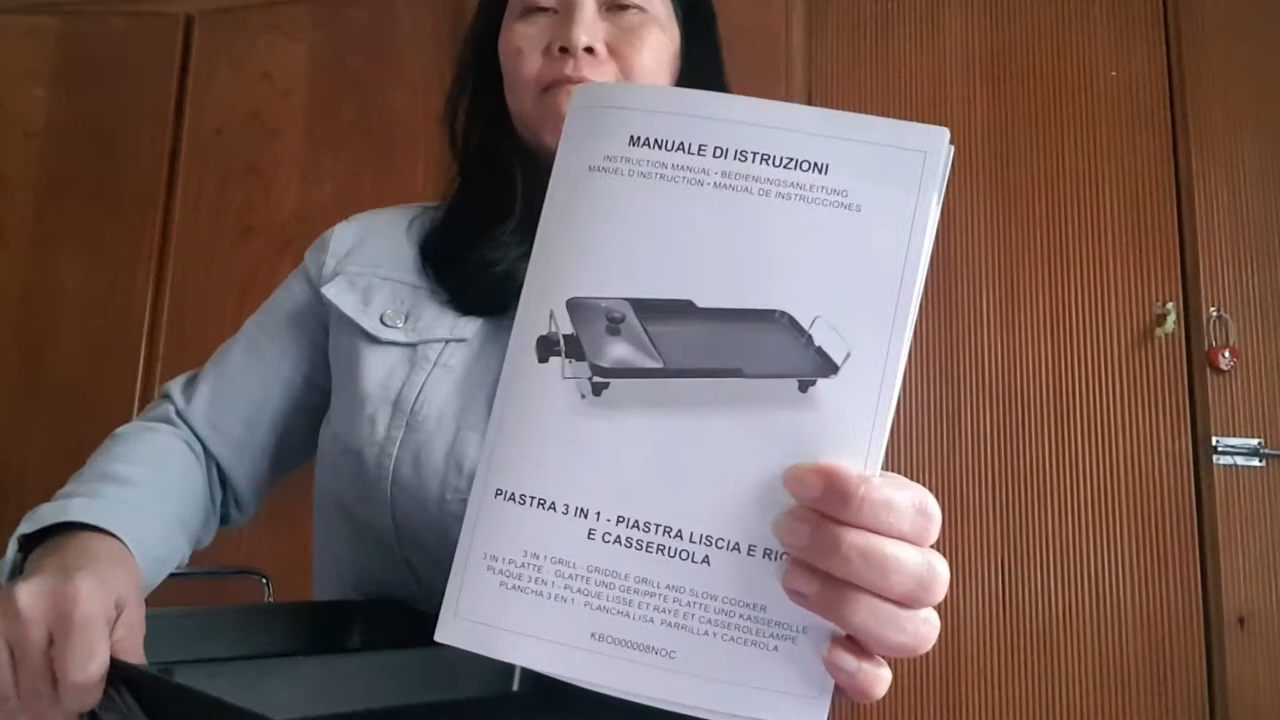 MANUALE DI ISTRUZIONI
INSTRUCTION MANUAL • BEDIENUNGSANLEITUNG
MANUEL D'INSTRUCTION • MANUAL DE INSTRUCCIONES
PIASTRA 3 IN 1 - PIASTRA LISCIA E
E CASSERUOLA
3 IN 1 GRILL - GRIDDLE GRILL AND SLOW COOKER
3 IN 1 PLATTE - GLATTE UND GERIPPTE PLATTE UND KASSEROLLE
PLAQUE 3 EN 1 - PLAQUE LISSE ET RAYÉ ET CASSEROLELAMPE
PLANCHA 3 EN 1 - PLANCHA LISA PARRILLA Y CACEROLA
KBO000008NOC